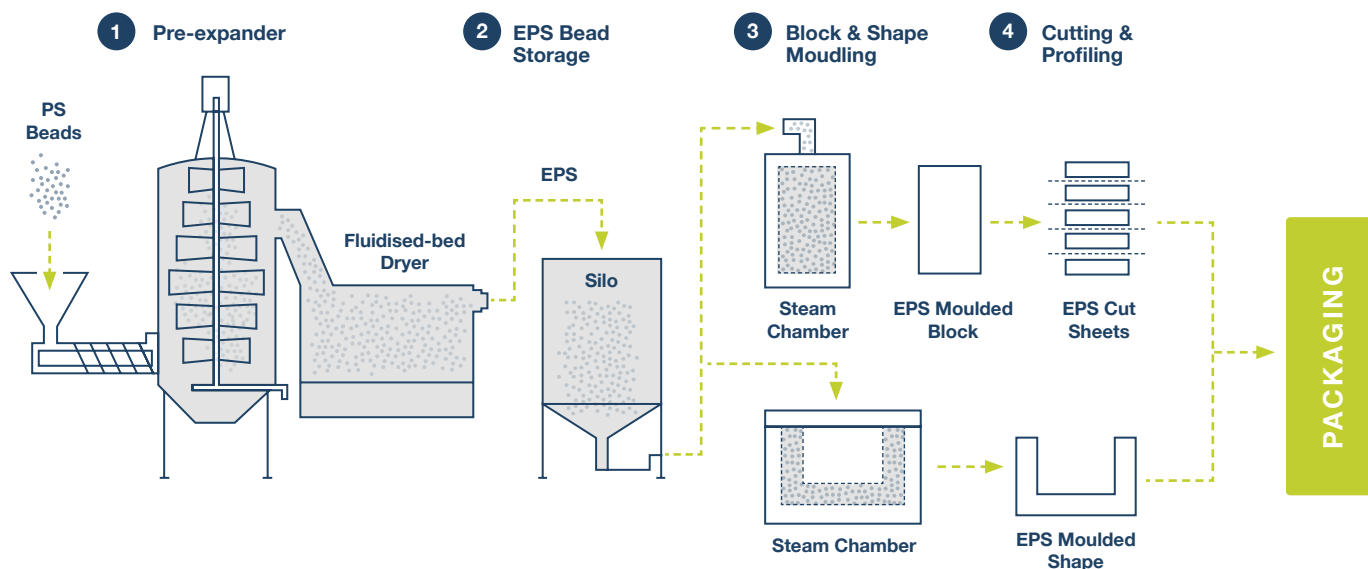 1 Pre-expander
2 EPS Bead
Storage
3 Block & Shape
Moudling
4 Cutting &
Profiling
PS
Beads
EPS
Fluidised-bed
Dryer
Silo
Steam
Chamber
EPS Moulded
Block
EPS Cut
Sheets
Steam Chamber
EPS Moulded
Shape
PACKAGING